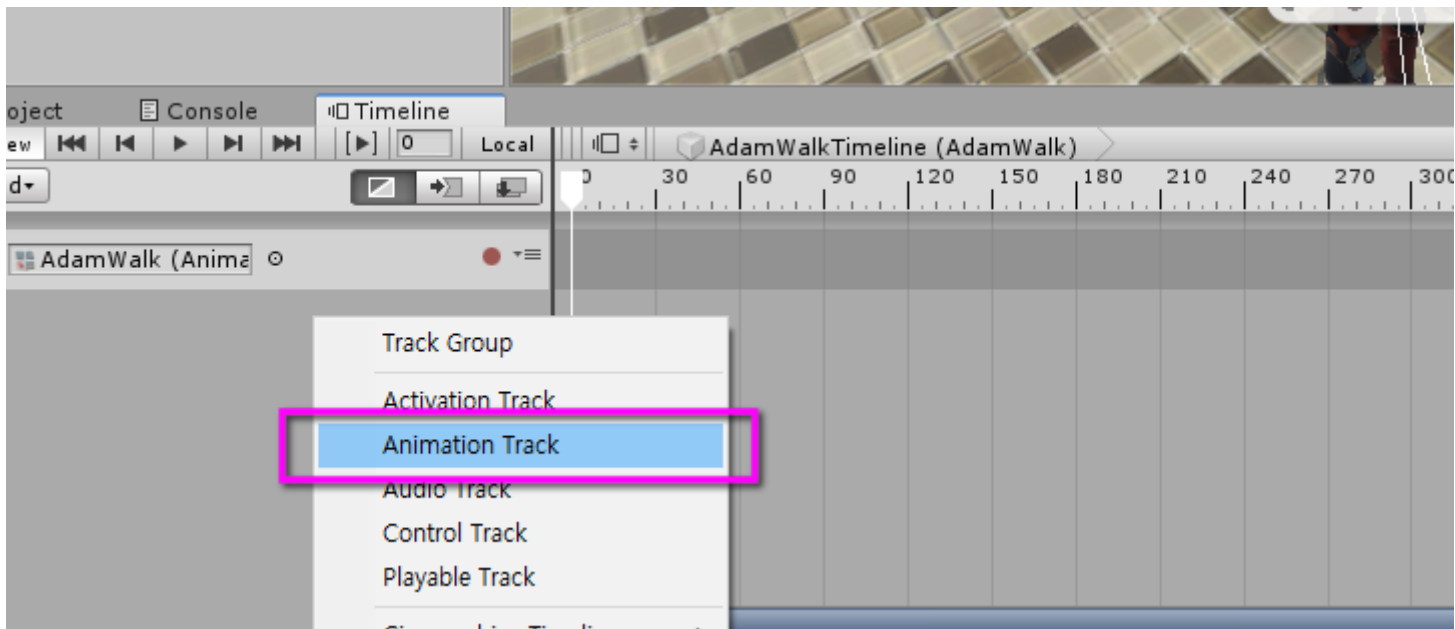 oject Console Timeline
ew [▶] 0 Local AdamWalkTimeline (AdamWalk)
d 0 30 60 90 120 150 180 210 240 270 300
AdamWalk (Anima
Track Group
Activation Track
Animation Track
Audio Track
Control Track
Playable Track